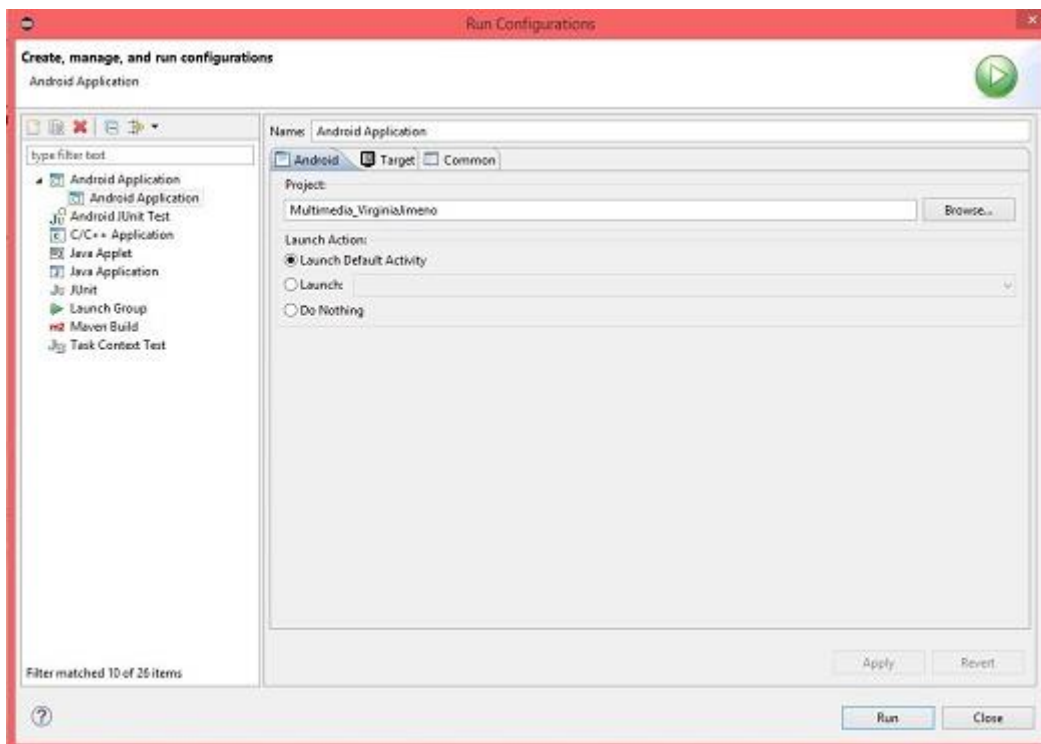 Run Configurations
Create, manage, and run configurations
Android Application
type filter text
Android Application
Android Application
Android JUnit Test
C/C++ Application
Java Applet
Java Application
JUnit
Launch Group
m2 Maven Build
Task Context Test
Filter matched 10 of 26 items
Name: Android Application
Android Target Common
Project:
Multimedia_VirginiaJimeno
Browse...
Launch Action:
Launch Default Activity
Launch:
Do Nothing
Apply Revert
Run Close